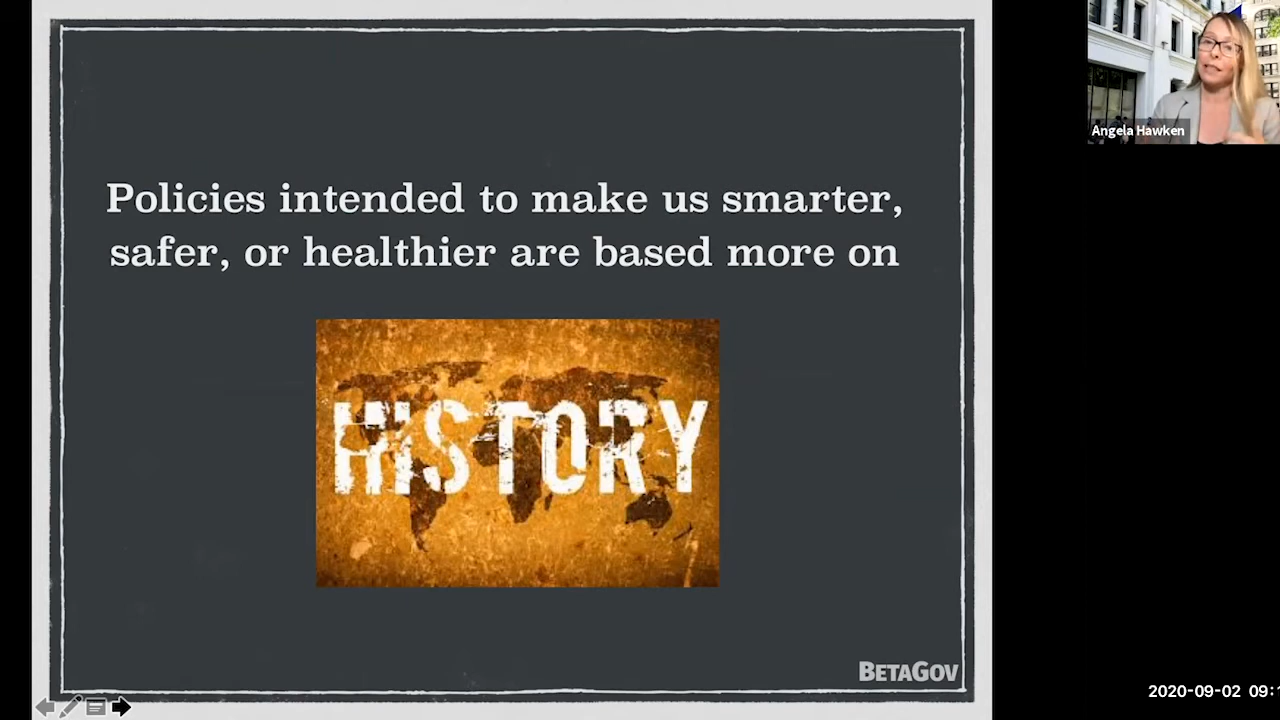 Policies intended to make us smarter,
safer, or healthier are based more on
HISTORY
BETAGOV
Angela Hawken
2020-09-02 09: